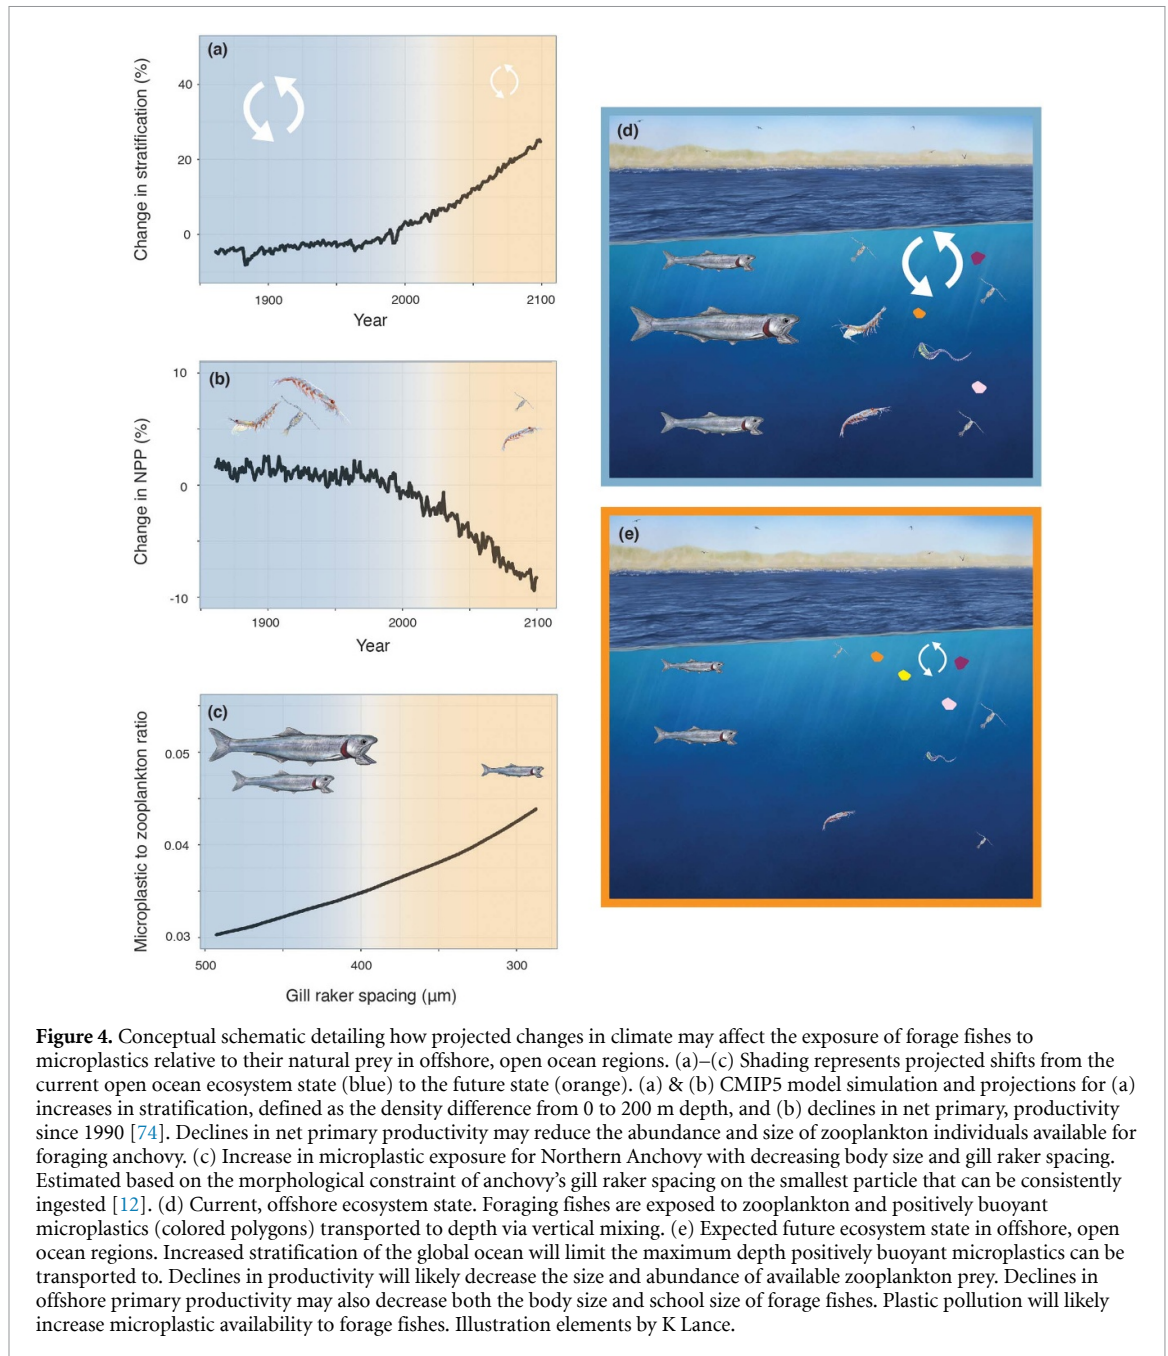 (a)
Change in stratification (%)
40
20
0
1900
2000
2100
Year
(b)
Change in NPP (%)
10
0
-10
1900
2000
2100
Year
(c)
Microplastic to zooplankton ratio
0.05
0.04
0.03
500
400
300
Gill raker spacing (µm)
(d)
(e)
Figure 4. Conceptual schematic detailing how projected changes in climate may affect the exposure of forage fishes to
microplastics relative to their natural prey in offshore, open ocean regions. (a)–(c) Shading represents projected shifts from the
current open ocean ecosystem state (blue) to the future state (orange). (a) & (b) CMIP5 model simulation and projections for (a)
increases in stratification, defined as the density difference from 0 to 200 m depth, and (b) declines in net primary, productivity
since 1990 [74]. Declines in net primary productivity may reduce the abundance and size of zooplankton individuals available for
foraging anchovy. (c) Increase in microplastic exposure for Northern Anchovy with decreasing body size and gill raker spacing.
Estimated based on the morphological constraint of anchovy's gill raker spacing on the smallest particle that can be consistently
ingested [12]. (d) Current, offshore ecosystem state. Foraging fishes are exposed to zooplankton and positively buoyant
microplastics (colored polygons) transported to depth via vertical mixing. (e) Expected future ecosystem state in offshore, open
ocean regions. Increased stratification of the global ocean will limit the maximum depth positively buoyant microplastics can be
transported to. Declines in productivity will likely decrease the size and abundance of available zooplankton prey. Declines in
offshore primary productivity may also decrease both the body size and school size of forage fishes. Plastic pollution will likely
increase microplastic availability to forage fishes. Illustration elements by K Lance.